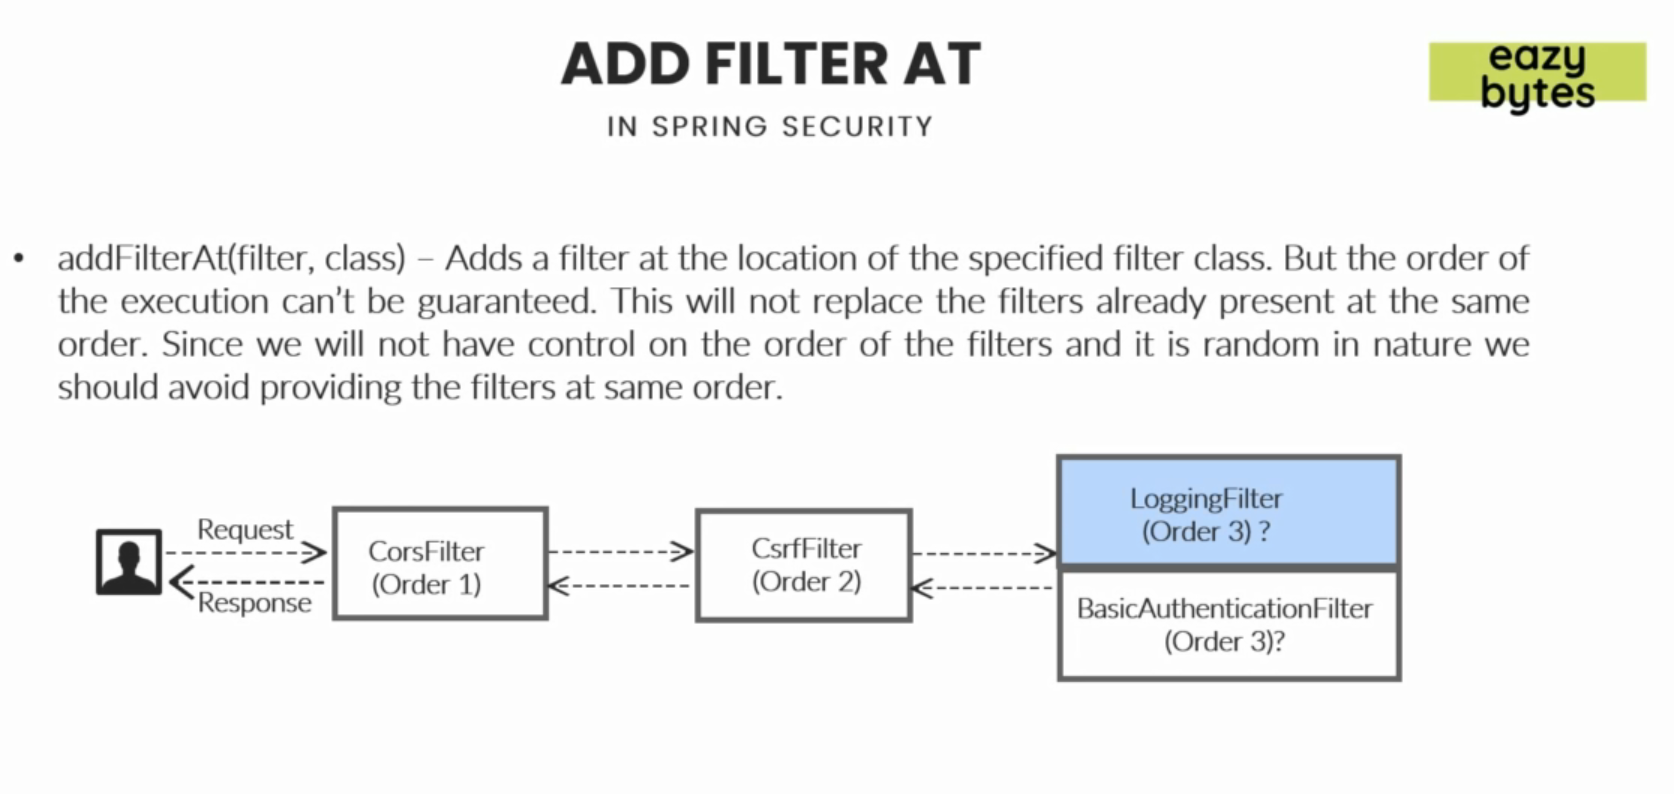 ADD FILTER AT
IN SPRING SECURITY
eazy
bytes
• addFilterAt(filter, class) – Adds a filter at the location of the specified filter class. But the order of
the execution can't be guaranteed. This will not replace the filters already present at the same
order. Since we will not have control on the order of the filters and it is random in nature we
should avoid providing the filters at same order.
Request
Response
CorsFilter
(Order 1)
CsrfFilter
(Order 2)
LoggingFilter
(Order 3) ?
BasicAuthenticationFilter
(Order 3)?